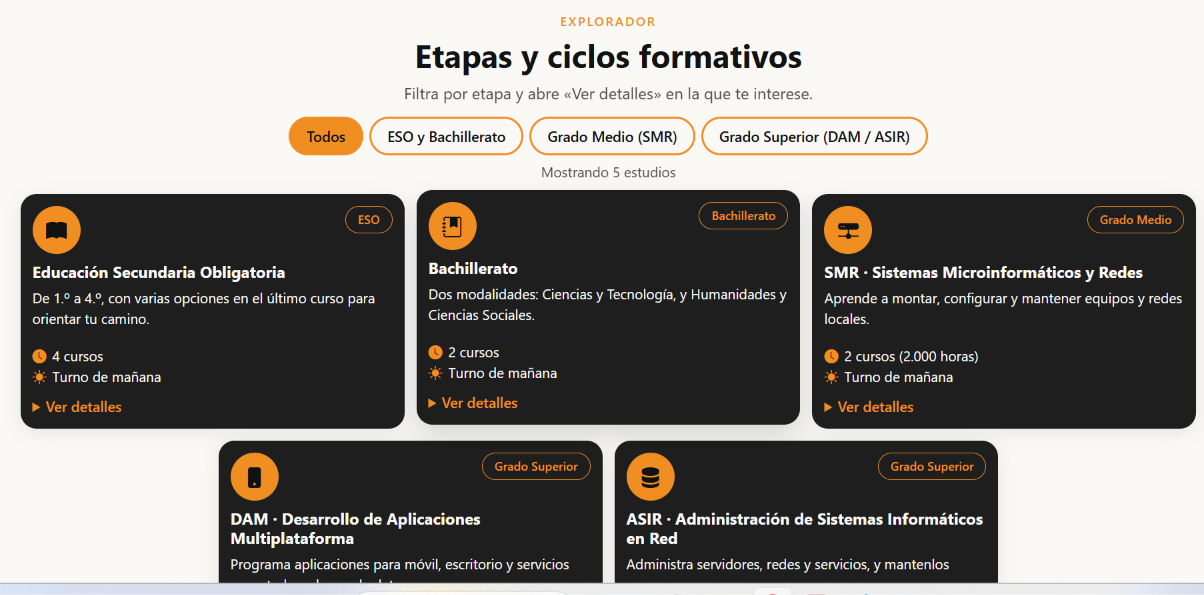 EXPLORADOR
Etapas y ciclos formativos
Filtra por etapa y abre «Ver detalles» en la que te interese.
Todos
ESO y Bachillerato
Grado Medio (SMR)
Grado Superior (DAM / ASIR)
Mostrando 5 estudios
ESO
Educación Secundaria Obligatoria
De 1.º a 4.º, con varias opciones en el último curso para
orientar tu camino.
4 cursos
Turno de mañana
Ver detalles
Bachillerato
Bachillerato
Dos modalidades: Ciencias y Tecnología, y Humanidades y
Ciencias Sociales.
2 cursos
Turno de mañana
Ver detalles
Grado Medio
SMR · Sistemas Microinformáticos y Redes
Aprende a montar, configurar y mantener equipos y redes
locales.
2 cursos (2.000 horas)
Turno de mañana
Ver detalles
Grado Superior
DAM · Desarrollo de Aplicaciones
Multiplataforma
Programa aplicaciones para móvil, escritorio y servicios
Grado Superior
ASIR · Administración de Sistemas Informáticos
en Red
Administra servidores, redes y servicios, y mantenlos